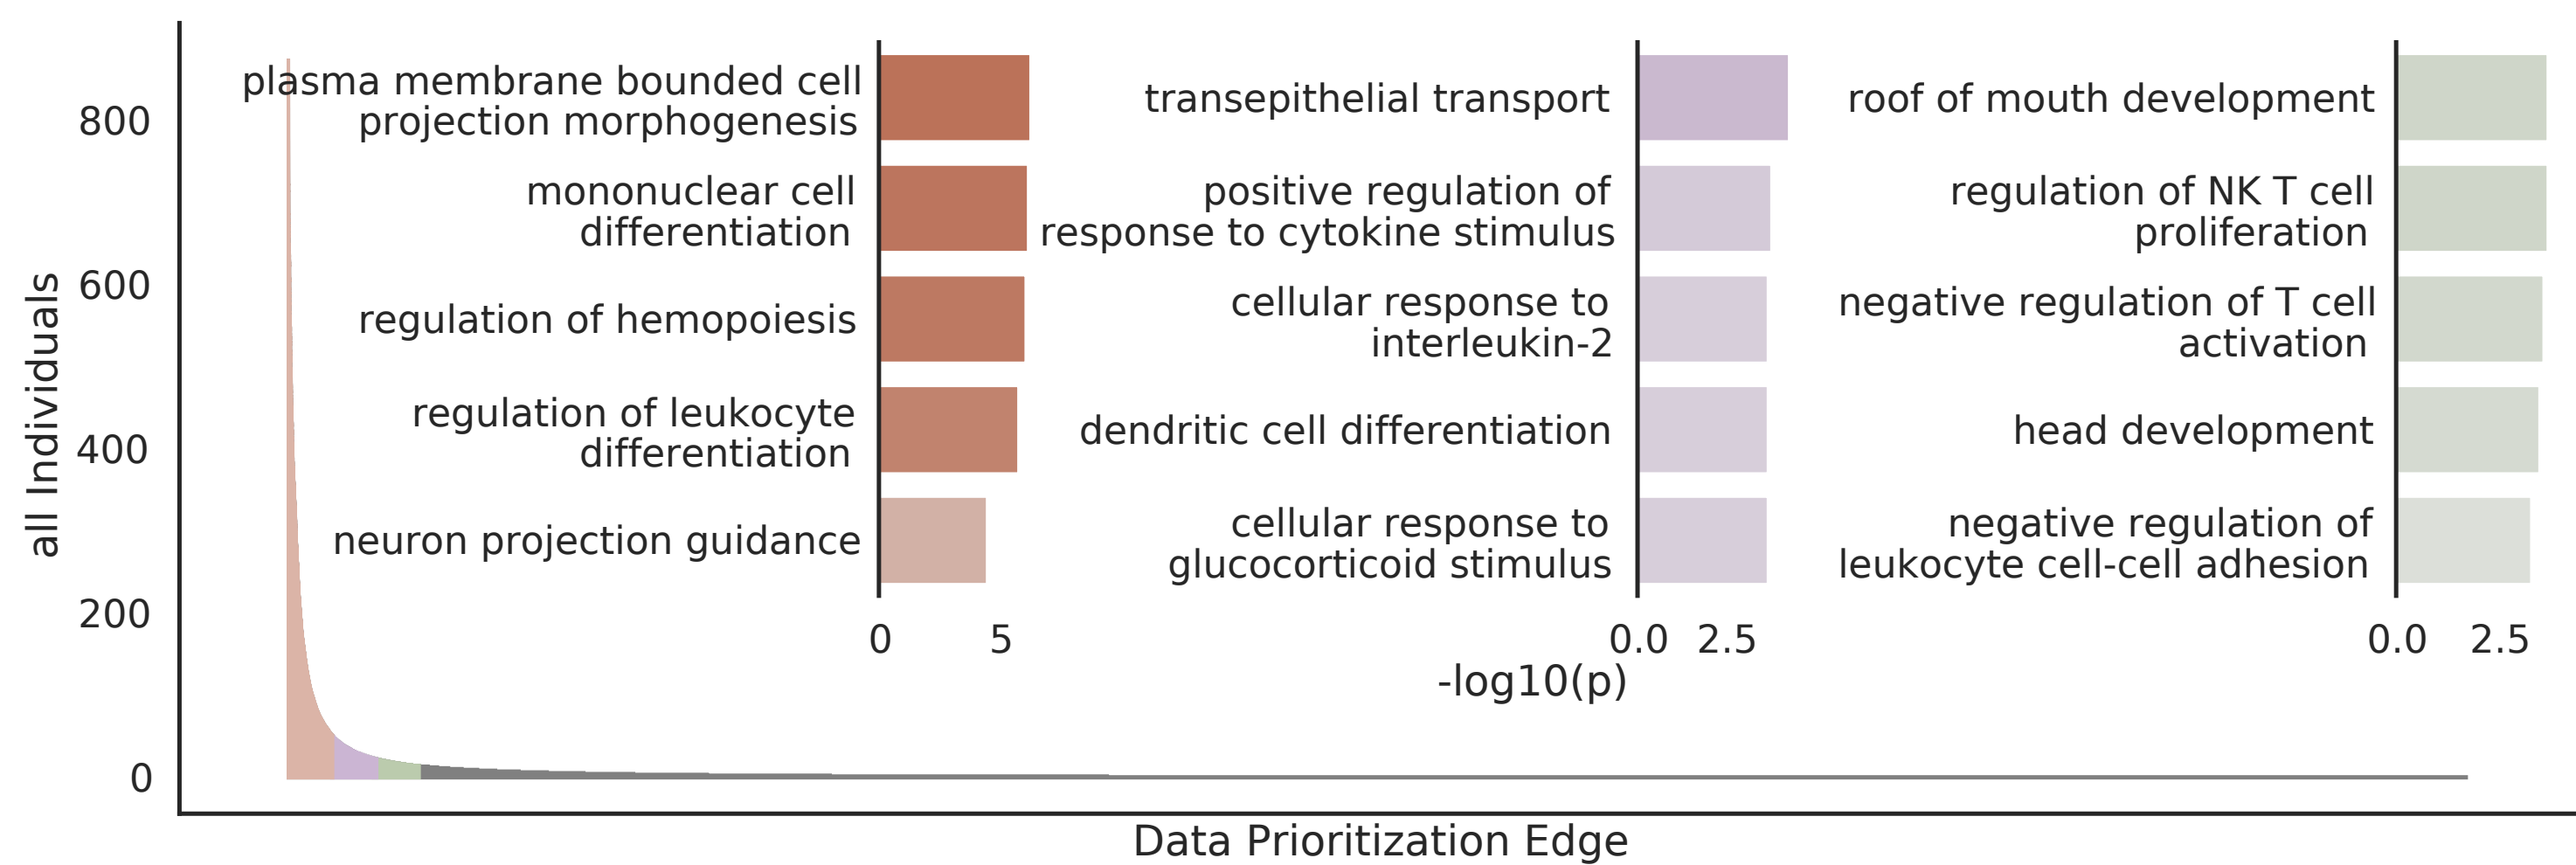 all Individuals
800
600
400
200
0
plasma membrane bounded cell
projection morphogenesis
mononuclear cell
differentiation
regulation of hemopoiesis
regulation of leukocyte
differentiation
neuron projection guidance
0 5
transepithelial transport
positive regulation of
response to cytokine stimulus
cellular response to
interleukin-2
dendritic cell differentiation
cellular response to
glucocorticoid stimulus
0.0 2.5
roof of mouth development
regulation of NK T cell
proliferation
negative regulation of T cell
activation
head development
negative regulation of
leukocyte cell-cell adhesion
0.0 2.5
-log10(p)
Data Prioritization Edge